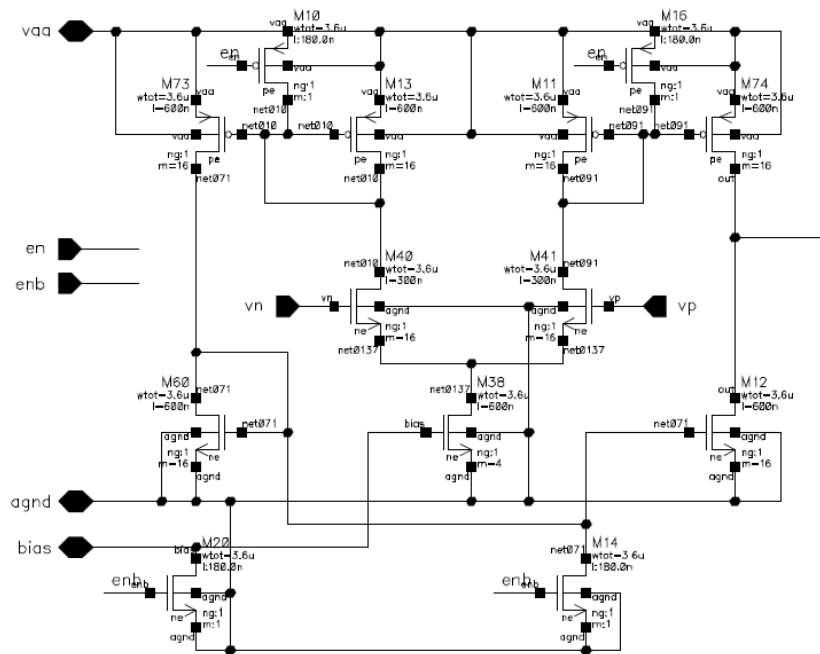 M10
vaa
wtot=3.6u
l:180.0n
en
en
vaa
pe
ng:1
m:1
net010
M16
vaa
wtot=3.6u
l:180.0n
en
en
vaa
pe
ng:1
m:1
net091
vaa
M73
vaa
wtot=3.6u
l-600n
vaa
net010
pe
ng:1
m=16
net071
M13
vaa
wtot=3.6u
l-600n
net010
vaa
pe
ng:1
m=16
net010
M11
vaa
wtot=3.6u
l-600n
vaa
net091
pe
ng:1
m=16
net091
M74
vaa
wtot=3.6u
l=600n
net091
vaa
pe
ng:1
m=16
out
en
enb
M40
net010
wtot-3.6u
l-300n
vn
vn
agnd
ne
ng:1
m-16
net0137
M41
net091
wtot-3.6u
l-300n
agnd
vp
vp
ne
ng:1
m-16
net0137
M60
net071
wtot-3.6u
l-600n
agnd
net071
ne
ng:1
m-16
agnd
M38
net0137
wtot-3.6u
l-600n
bias
agnd
ne
ng:1
m-4
agnd
M12
out
wtot-3.6u
l-600n
net071
agnd
ne
ng:1
m-16
agnd
agnd
bias
M20
bias
wtot-3.6u
l:180.0n
enb
enb
agnd
ne
ng:1
m:1
agnd
M14
net071
wtot-3.6u
l:180.0n
enb
enb
agnd
ne
ng:1
m:1
agnd